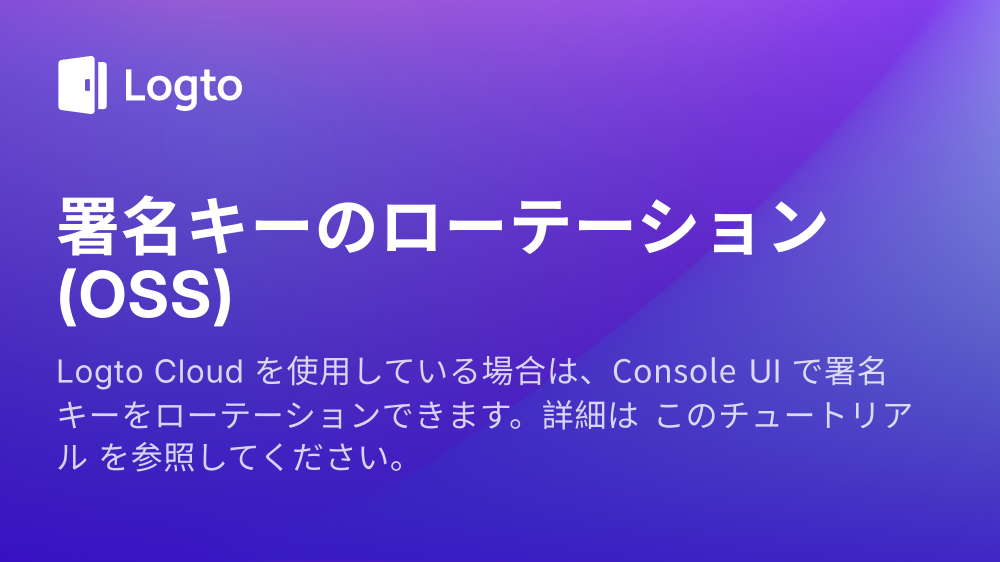 Logto
署名キーのローテーション
(OSS)
Logto Cloud を使用している場合は、Console UI で署名
キーをローテーションできます。詳細は このチュートリア
ル を参照してください。